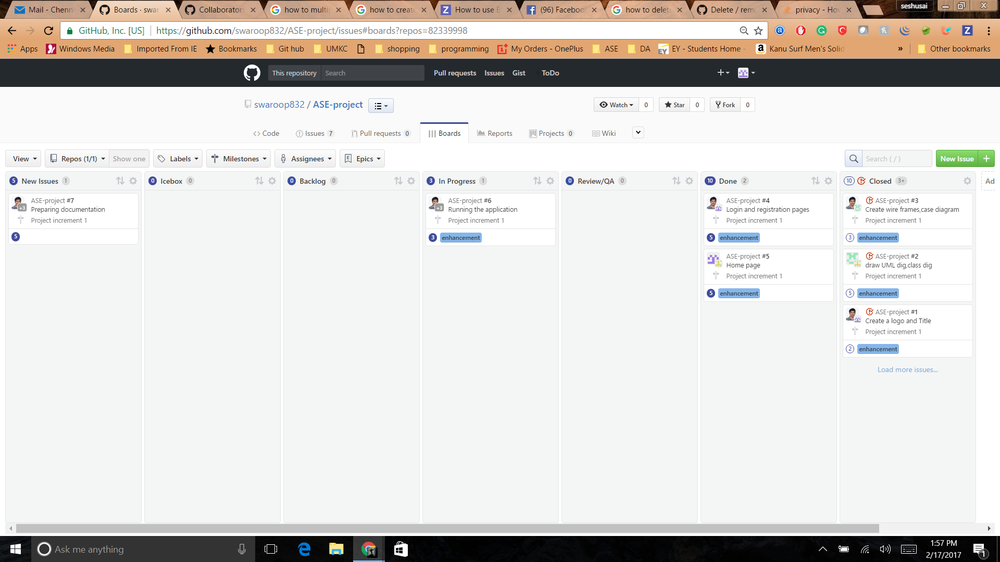 Mail - Chenn
Boards · swar
Collaborators
how to multip
how to create
How to use B
(96) Facebook
how to delete
Delete / rem
privacy - How
seshusai
GitHub, Inc. [US]
https://github.com/swaroop832/ASE-project/issues#boards?repos=82339998
Apps
Windows Media
Imported From IE
Bookmarks
Git hub
UMKC
shopping
programming
My Orders - OnePlus
ASE
DA
EY - Students Home -
Kanu Surf Men's Solid
»
Other bookmarks
This repository
Search
Pull requests
Issues
Gist
ToDo
swaroop832 / ASE-project
Watch
0
Star
0
Fork
0
Code
Issues 7
Pull requests 0
Boards
Reports
Projects 0
Wiki
View
Repos (1/1)
Show one
Labels
Milestones
Assignees
Epics
Search ( / )
New Issue +
5 New Issues 1
0 Icebox 0
0 Backlog 0
3 In Progress 1
0 Review/QA 0
10 Done 2
10 Closed 3+
Ad
+3
ASE-project #7
Preparing documentation
Project increment 1
5
+3
ASE-project #6
Running the application
Project increment 1
3 enhancement
ASE-project #4
Login and registration pages
Project increment 1
5 enhancement
ASE-project #5
Home page
Project increment 1
5 enhancement
ASE-project #3
Create wire frames,case diagram
Project increment 1
3 enhancement
ASE-project #2
draw UML dig,class dig
Project increment 1
5 enhancement
ASE-project #1
Create a logo and Title
Project increment 1
2 enhancement
Load more issues...
Ask me anything
1:57 PM
2/17/2017
1